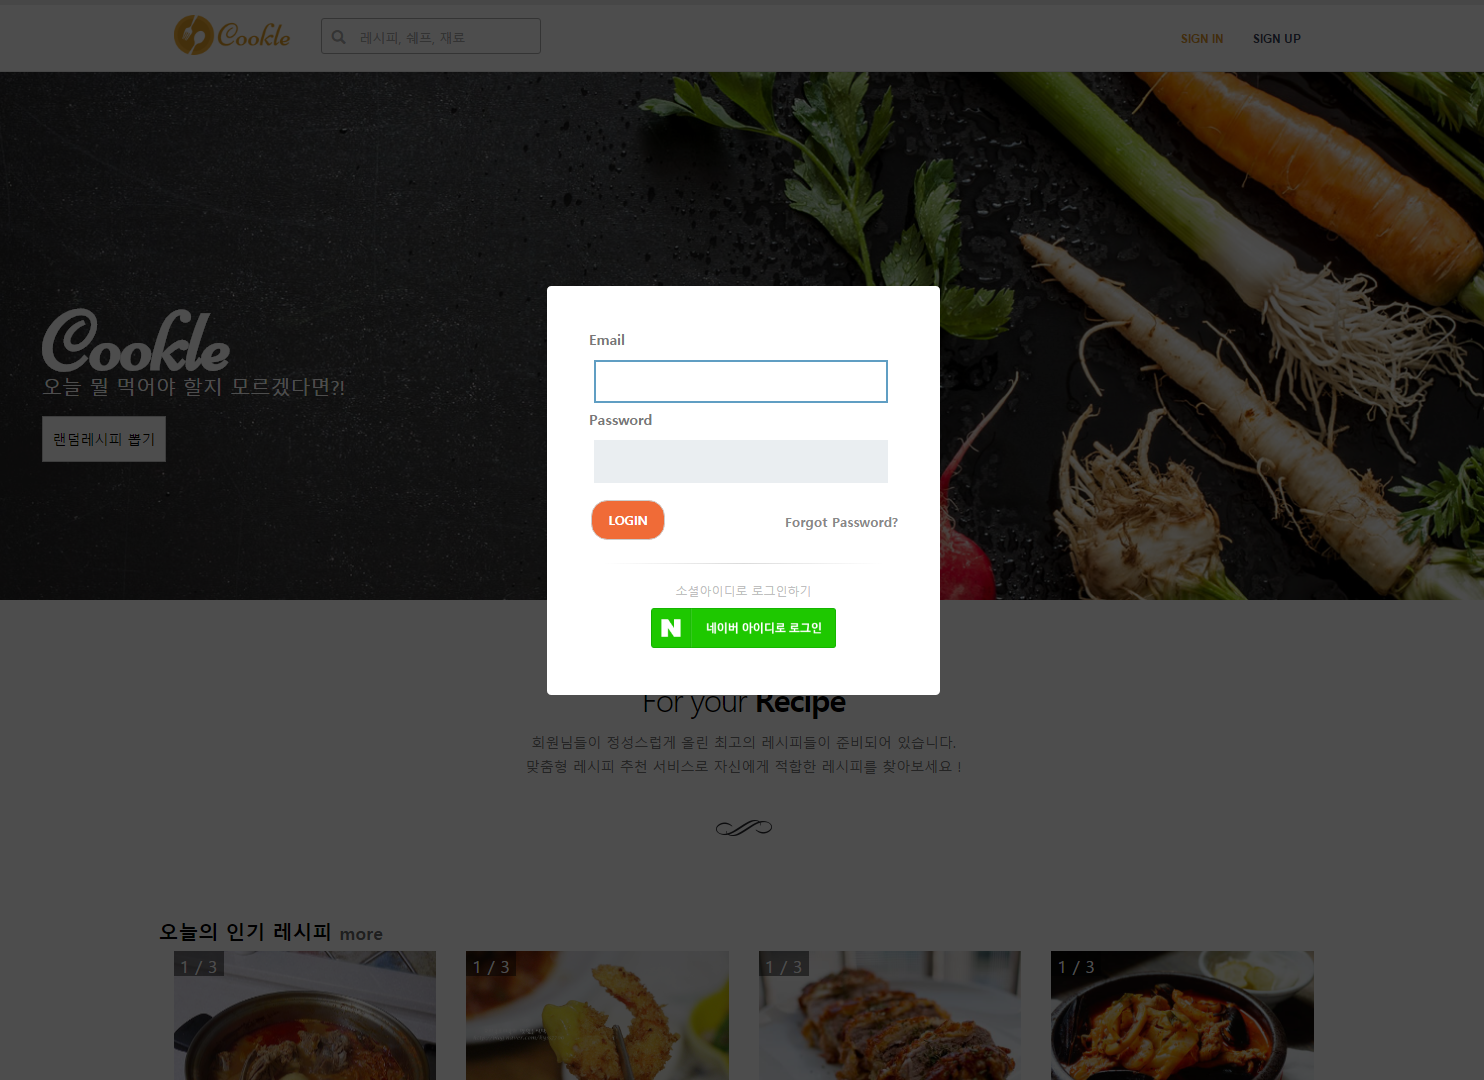 Cookle
레시피, 쉐프, 재료
SIGN IN
SIGN UP
Cookle
오늘 뭘 먹어야 할지 모르겠다면?!
랜덤레시피 뽑기
Email
Password
LOGIN
Forgot Password?
소셜아이디로 로그인하기
N 네이버 아이디로 로그인
For your Recipe
회원님들이 정성스럽게 올린 최고의 레시피들이 준비되어 있습니다.
맞춤형 레시피 추천 서비스로 자신에게 적합한 레시피를 찾아보세요 !
오늘의 인기 레시피 more
1 / 3
1 / 3
1 / 3
1 / 3